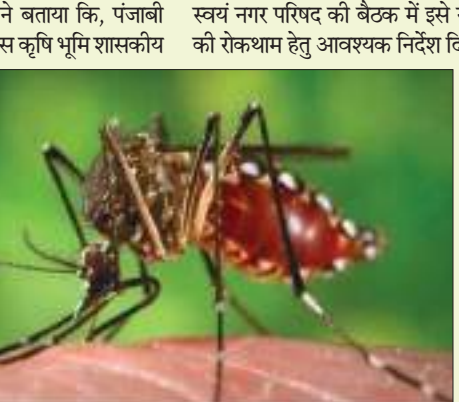 ने बताया कि, पंजाबी
स कृषि भूमि शासकीय
स्वयं नगर परिषद की बैठक में इसे
की रोकथाम हेतु आवश्यक निर्देश